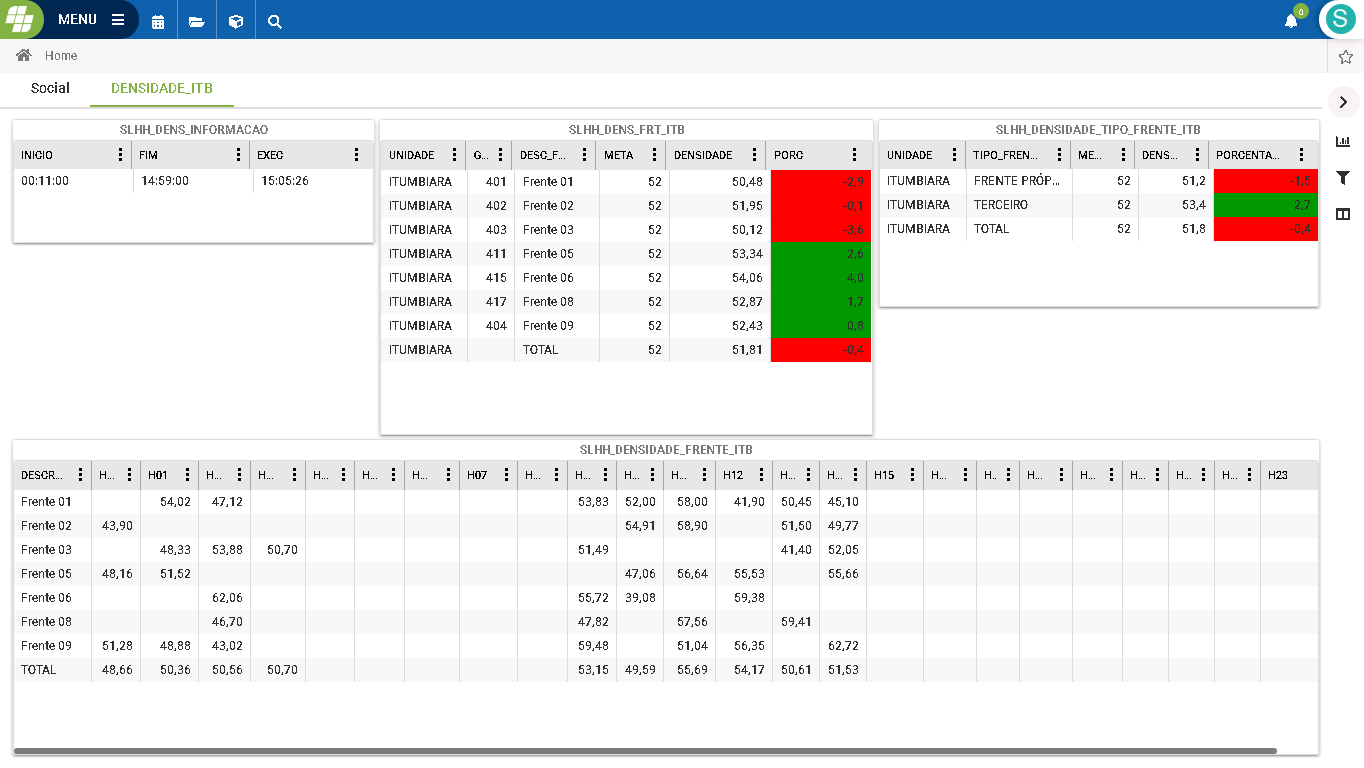 MENU
0
S
Home
Social DENSIDADE_ITB
SLHH_DENS_INFORMACAO
INICIO FIM EXEC
00:11:00 14:59:00 15:05:26
SLHH_DENS_FRT_ITB
UNIDADE G... DESC_F... META DENSIDADE PORC
ITUMBIARA 401 Frente 01 52 50,48 -2,9
ITUMBIARA 402 Frente 02 52 51,95 -0,1
ITUMBIARA 403 Frente 03 52 50,12 -3,6
ITUMBIARA 411 Frente 05 52 53,34 2,6
ITUMBIARA 415 Frente 06 52 54,06 4,0
ITUMBIARA 417 Frente 08 52 52,87 1,7
ITUMBIARA 404 Frente 09 52 52,43 0,8
ITUMBIARA TOTAL 52 51,81 -0,4
SLHH_DENSIDADE_TIPO_FRENTE_ITB
UNIDADE TIPO_FREN... ME... DENS... PORCENTA...
ITUMBIARA FRENTE PRÓP... 52 51,2 -1,5
ITUMBIARA TERCEIRO 52 53,4 2,7
ITUMBIARA TOTAL 52 51,8 -0,4
SLHH_DENSIDADE_FRENTE_ITB
DESCR... H... H01 H... H... H... H... H... H07 H... H... H... H... H12 H... H... H15 H... H... H... H... H... H... H... H23
Frente 01 54,02 47,12 53,83 52,00 58,00 41,90 50,45 45,10
Frente 02 43,90 54,91 58,90 51,50 49,77
Frente 03 48,33 53,88 50,70 51,49 41,40 52,05
Frente 05 48,16 51,52 47,06 56,64 55,53 55,66
Frente 06 62,06 55,72 39,08 59,38
Frente 08 46,70 47,82 57,56 59,41
Frente 09 51,28 48,88 43,02 59,48 51,04 56,35 62,72
TOTAL 48,66 50,36 50,56 50,70 53,15 49,59 55,69 54,17 50,61 51,53